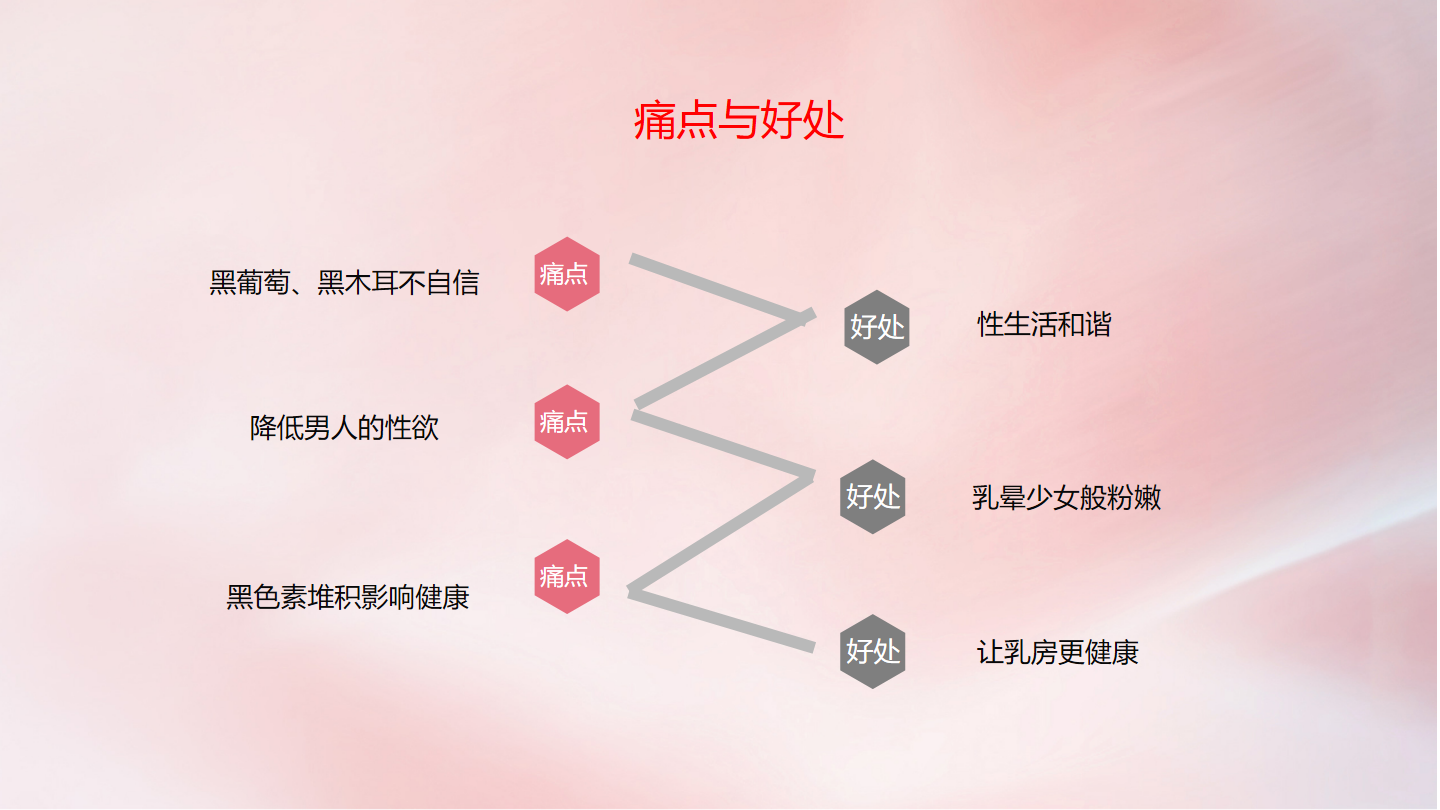 痛点与好处
黑葡萄、黑木耳不自信
痛点
好处
性生活和谐
降低男人的性欲
痛点
好处
乳晕少女般粉嫩
黑色素堆积影响健康
痛点
好处
让乳房更健康